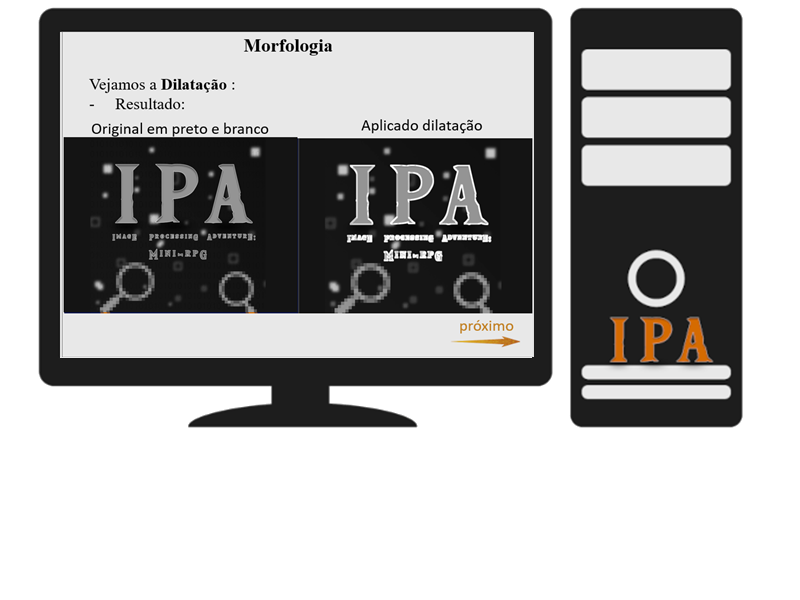 Morfologia
Vejamos a Dilatação :
- Resultado:
Original em preto e branco
Aplicado dilatação
IPA
IMAGE PROCESSING ADVENTURE:
MINI-RPG
IPA
IMAGE PROCESSING ADVENTURE:
MINI-RPG
próximo
IPA